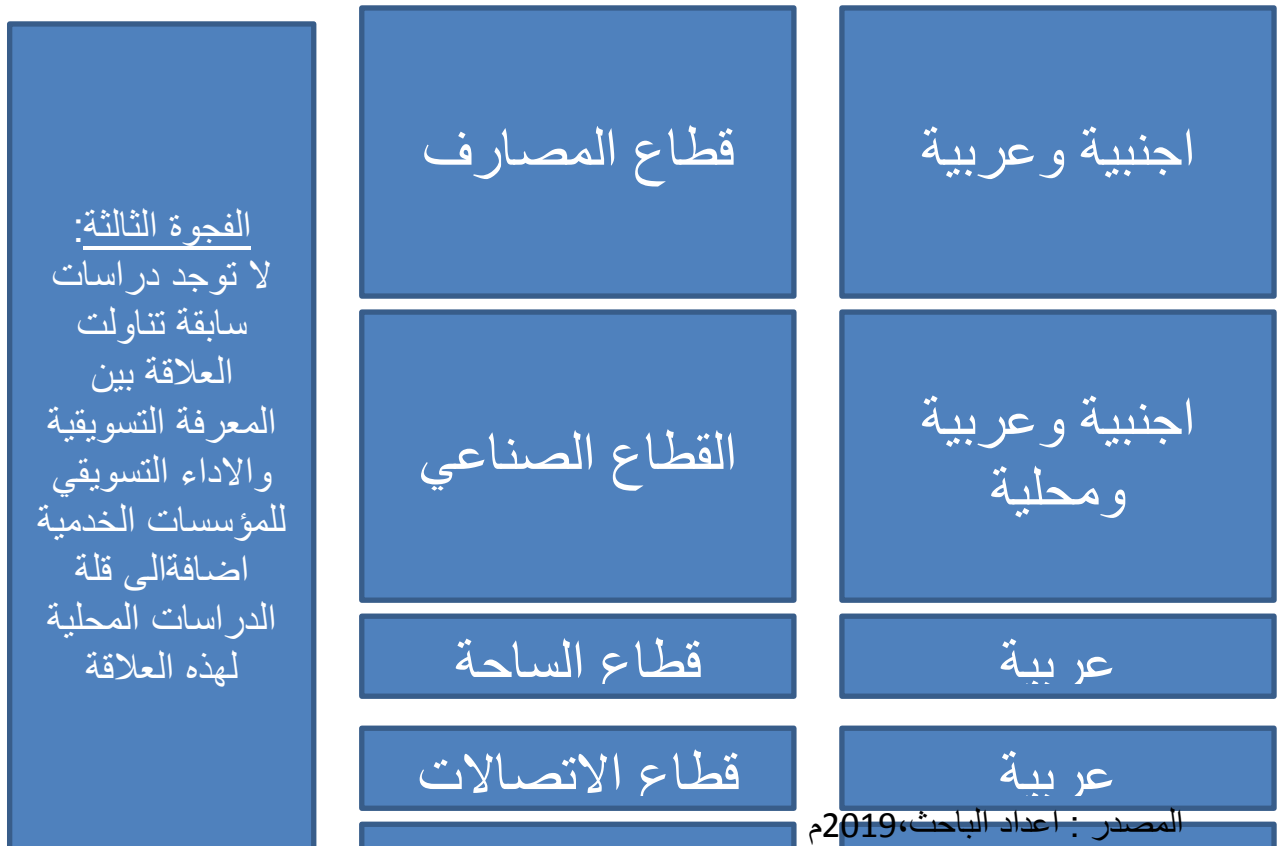 اجنبية وعربية
قطاع المصارف
اجنبية وعربية
ومحلية
القطاع الصناعي
عربية
قطاع الساحة
عربية
قطاع الاتصالات
الفجوة الثالثة:
لا توجد دراسات
سابقة تناولت
العلاقة بين
المعرفة التسويقية
والاداء التسويقي
للمؤسسات الخدمية
اضافةالى قلة
الدراسات المحلية
لهذه العلاقة
المصدر : اعداد الباحث،2019م